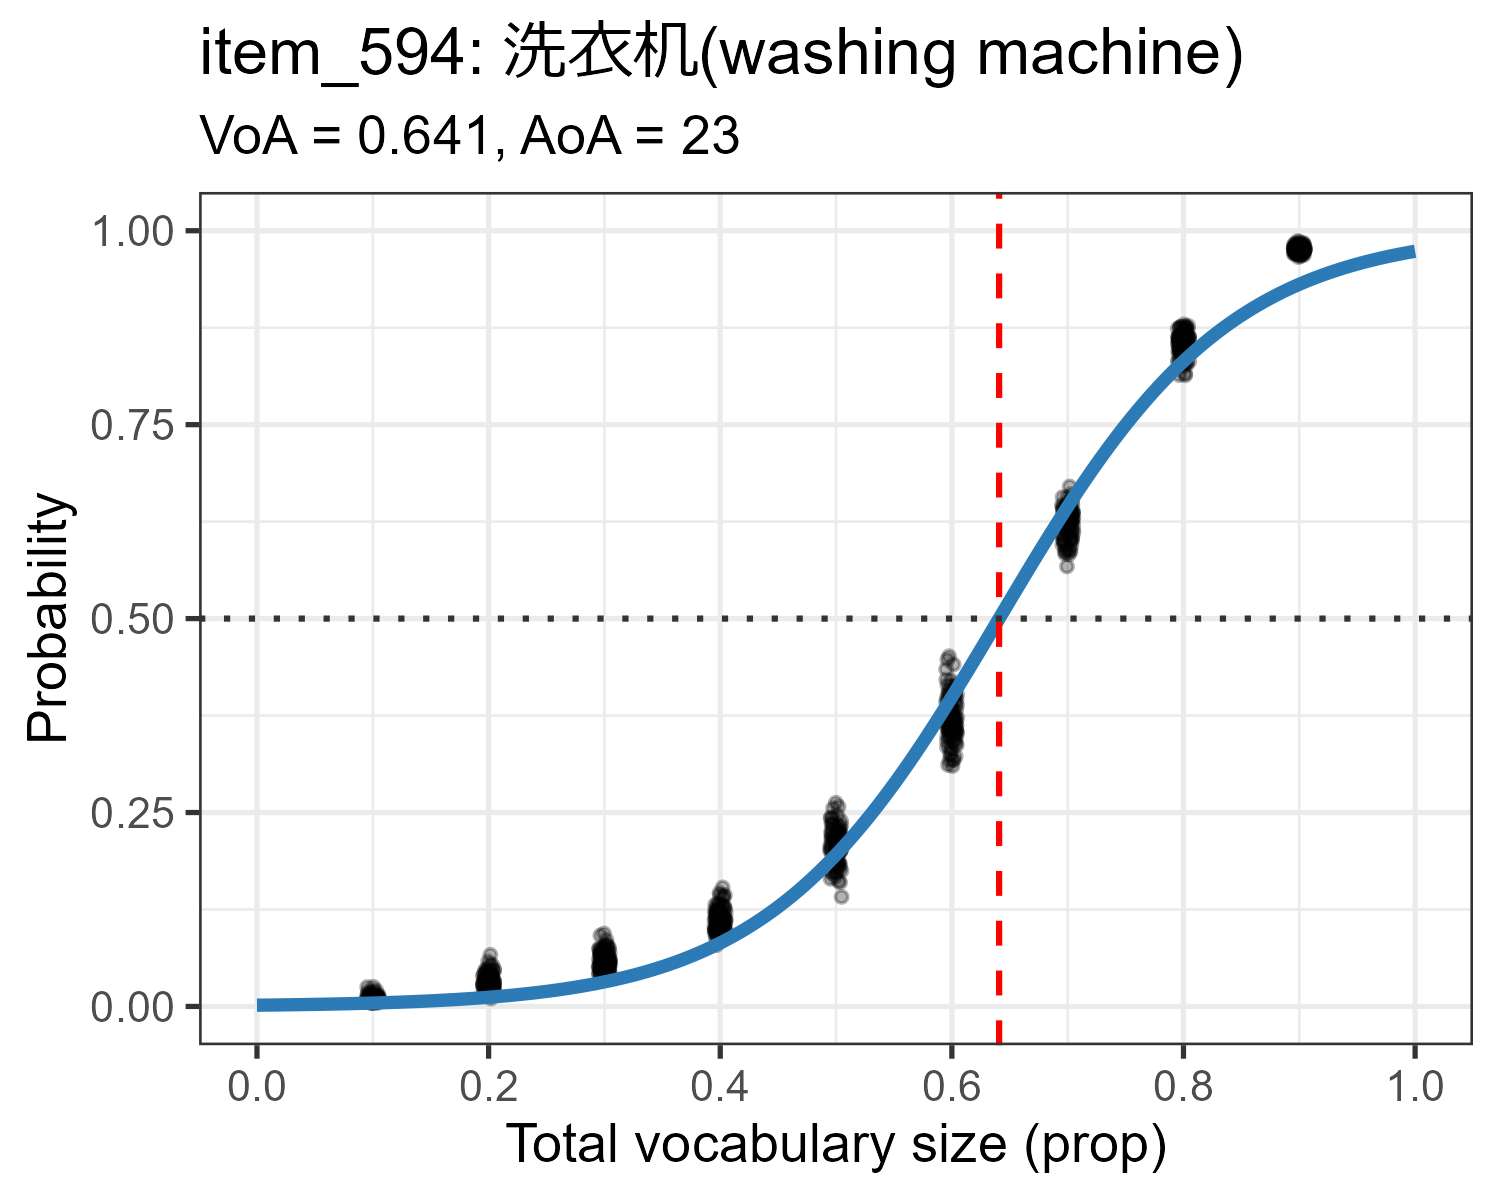 item_594: 洗衣机(washing machine)
VoA = 0.641, AoA = 23
1.00
0.75
0.50
0.25
0.00
Probability
0.0 0.2 0.4 0.6 0.8 1.0
Total vocabulary size (prop)